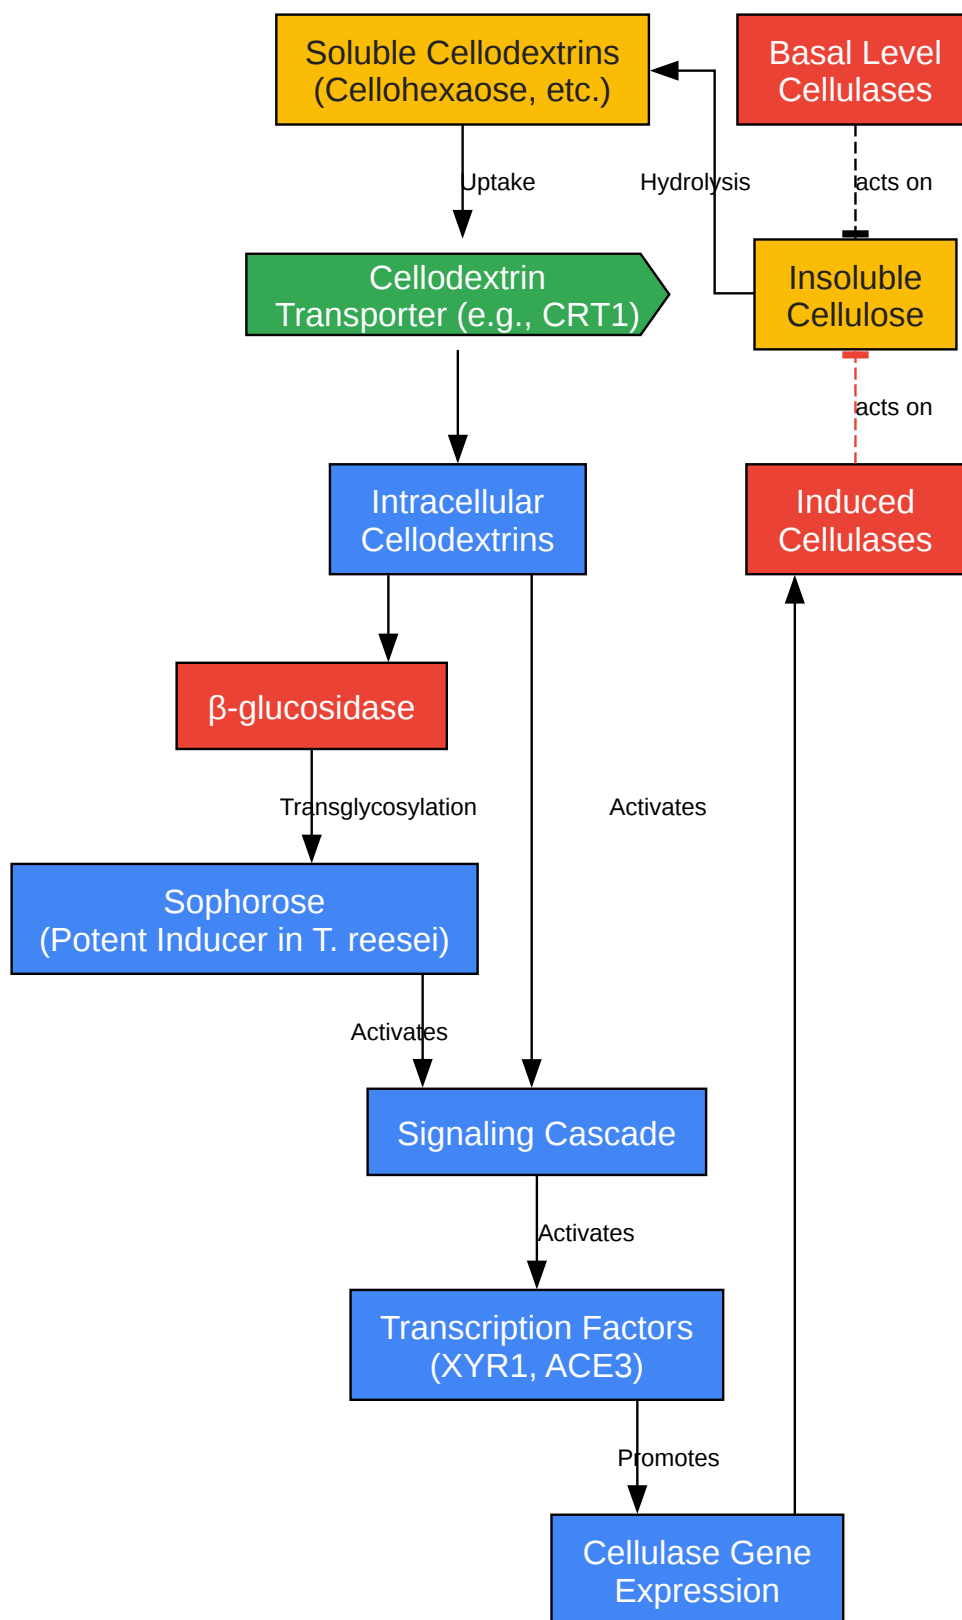 Soluble Cellodextrins
(Cellohexaose, etc.)
Basal Level
Cellulases
Uptake
Hydrolysis
acts on
Cellodextrin
Transporter (e.g., CRT1)
Insoluble
Cellulose
acts on
Intracellular
Cellodextrins
Induced
Cellulases
β-glucosidase
Transglycosylation
Activates
Sophorose
(Potent Inducer in T. reesei)
Activates
Signaling Cascade
Activates
Transcription Factors
(XYR1, ACE3)
Promotes
Cellulase Gene
Expression